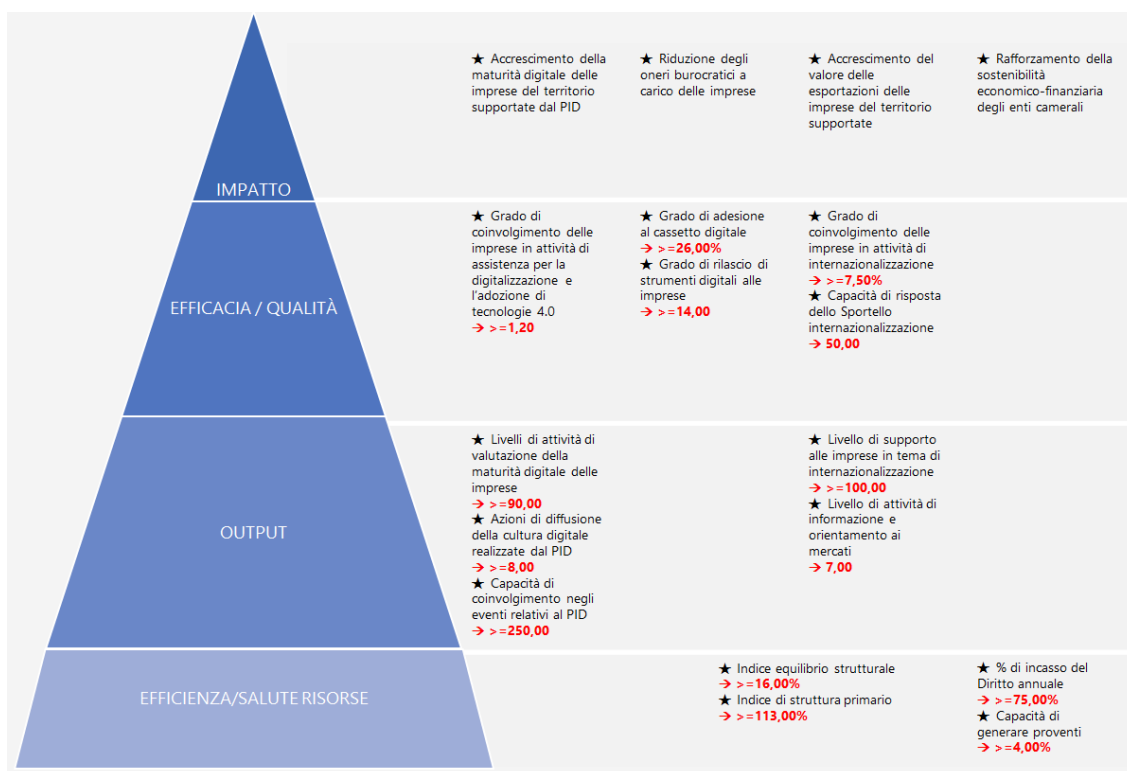 ★ Accrescimento della
maturità digitale delle
imprese del territorio
supportate dal PID
★ Riduzione degli
oneri burocratici a
carico delle imprese
★ Accrescimento del
valore delle
esportazioni delle
imprese del territorio
supportate
★ Rafforzamento della
sostenibilità
economico-finanziaria
degli enti camerali
IMPATTO
★ Grado di
coinvolgimento delle
imprese in attività di
assistenza per la
digitalizzazione e
l'adozione di
tecnologie 4.0
→ >=1,20
★ Grado di adesione
al cassetto digitale
→ >=26,00%
★ Grado di rilascio di
strumenti digitali alle
imprese
→ >=14,00
★ Grado di
coinvolgimento delle
imprese in attività di
internazionalizzazione
→ >=7,50%
★ Capacità di risposta
dello Sportello
internazionalizzazione
→ 50,00
EFFICACIA / QUALITÀ
★ Livelli di attività di
valutazione della
maturità digitale delle
imprese
→ >=90,00
★ Azioni di diffusione
della cultura digitale
realizzate dal PID
→ >=8,00
★ Capacità di
coinvolgimento negli
eventi relativi al PID
→ >=250,00
★ Livello di supporto
alle imprese in tema di
internazionalizzazione
→ >=100,00
★ Livello di attività di
informazione e
orientamento ai
mercati
→ 7,00
OUTPUT
EFFICIENZA/SALUTE RISORSE
★ Indice equilibrio strutturale
→ >=16,00%
★ Indice di struttura primario
→ >=113,00%
★ % di incasso del
Diritto annuale
→ >=75,00%
★ Capacità di
generare proventi
→ >=4,00%